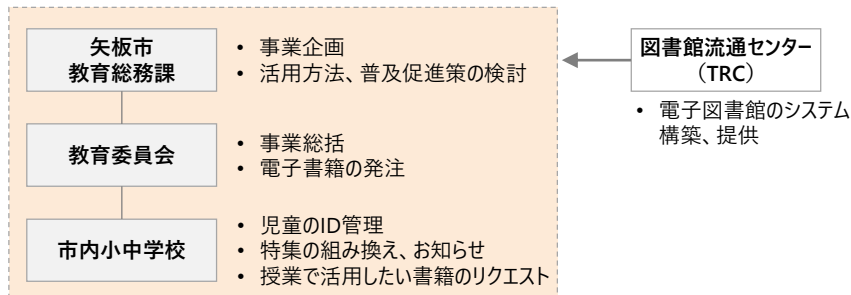 矢板市
教育総務課
• 事業企画
• 活用方法、普及促進策の検討
教育委員会
• 事業総括
• 電子書籍の発注
市内小中学校
• 児童のID管理
• 特集の組み換え、お知らせ
• 授業で活用したい書籍のリクエスト
図書館流通センター
（TRC）
• 電子図書館のシステム
構築、提供